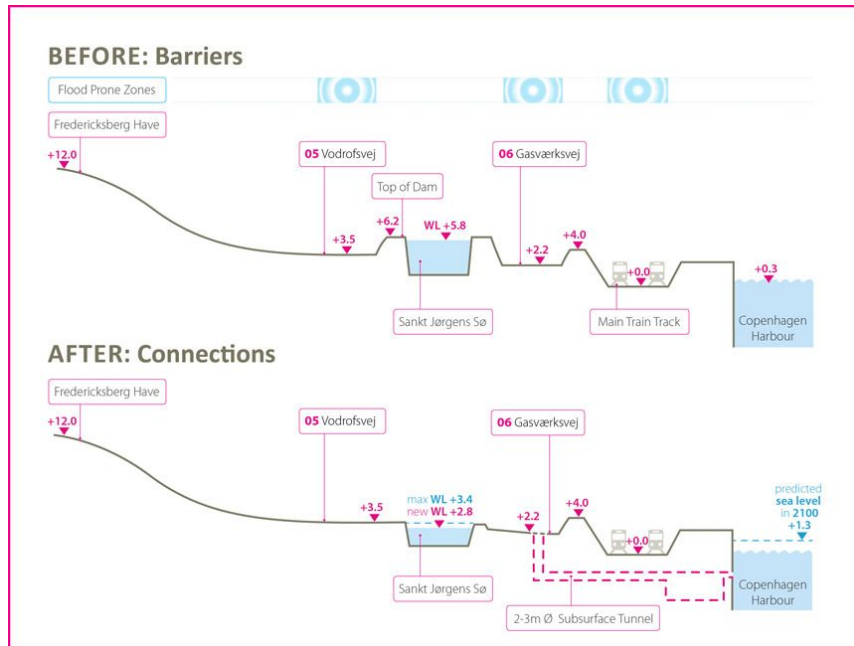 BEFORE: Barriers
Flood Prone Zones
Fredericksberg Have
+12.0
05 Vodrofsvej
06 Gasværksvej
Top of Dam
+6.2
WL +5.8
+3.5
+4.0
+2.2
+0.0
+0.3
Sankt Jørgens Sø
Main Train Track
Copenhagen
Harbour
AFTER: Connections
Fredericksberg Have
+12.0
05 Vodrofsvej
06 Gasværksvej
+3.5
max WL +3.4
new WL +2.8
+2.2
+4.0
+0.0
predicted
sea level
in 2100
+1.3
Sankt Jørgens Sø
2-3m Ø Subsurface Tunnel
Copenhagen
Harbour